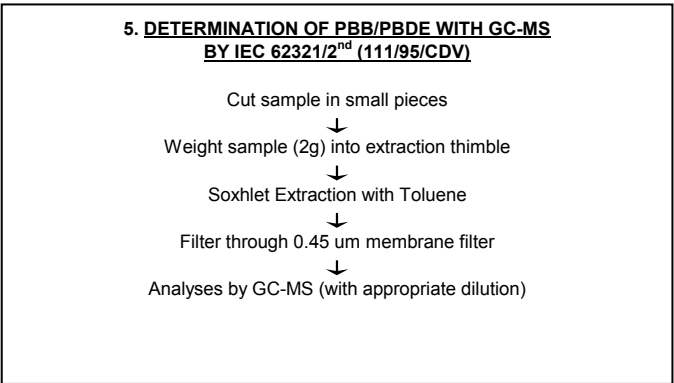 5. DETERMINATION OF PBB/PBDE WITH GC-MS
BY IEC 62321/2nd (111/95/CDV)
Cut sample in small pieces
↓
Weight sample (2g) into extraction thimble
↓
Soxhlet Extraction with Toluene
↓
Filter through 0.45 um membrane filter
↓
Analyses by GC-MS (with appropriate dilution)